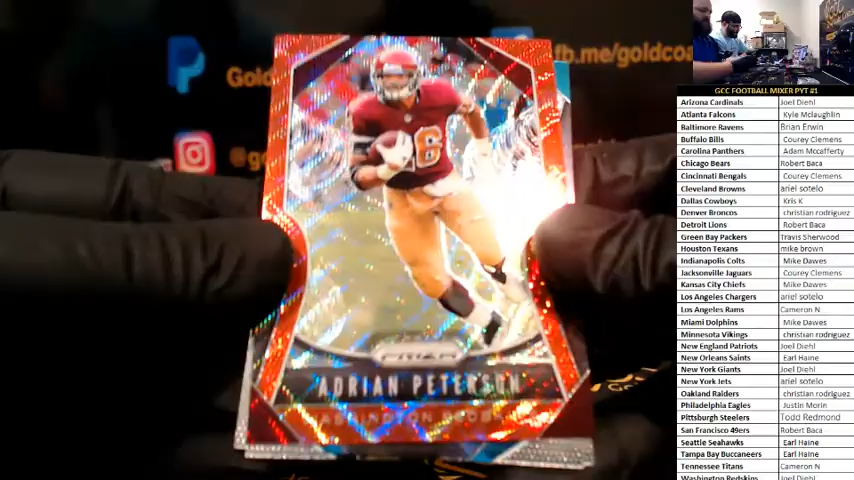 Gold
fb.me/goldcoa
26
PRIZM
ADRIAN PETERSON
WASHINGTON REDSKINS
GCC FOOTBALL MIXER PYT #1
Arizona Cardinals Joel Diehl
Atlanta Falcons Kyle Mclaughlin
Baltimore Ravens Brian Erwin
Buffalo Bills Courey Clemens
Carolina Panthers Adam Mccafferty
Chicago Bears Robert Baca
Cincinnati Bengals Courey Clemens
Cleveland Browns ariel sotelo
Dallas Cowboys Kris K
Denver Broncos christian rodriguez
Detroit Lions Robert Baca
Green Bay Packers Travis Sherwood
Houston Texans mike brown
Indianapolis Colts Mike Dawes
Jacksonville Jaguars Courey Clemens
Kansas City Chiefs Mike Dawes
Los Angeles Chargers ariel sotelo
Los Angeles Rams Cameron N
Miami Dolphins Mike Dawes
Minnesota Vikings christian rodriguez
New England Patriots Joel Diehl
New Orleans Saints Earl Haine
New York Giants Joel Diehl
New York Jets ariel sotelo
Oakland Raiders christian rodriguez
Philadelphia Eagles Justin Morin
Pittsburgh Steelers Todd Redmond
San Francisco 49ers Robert Baca
Seattle Seahawks Earl Haine
Tampa Bay Buccaneers Earl Haine
Tennessee Titans Cameron N
Washington Redskins Joel Diehl